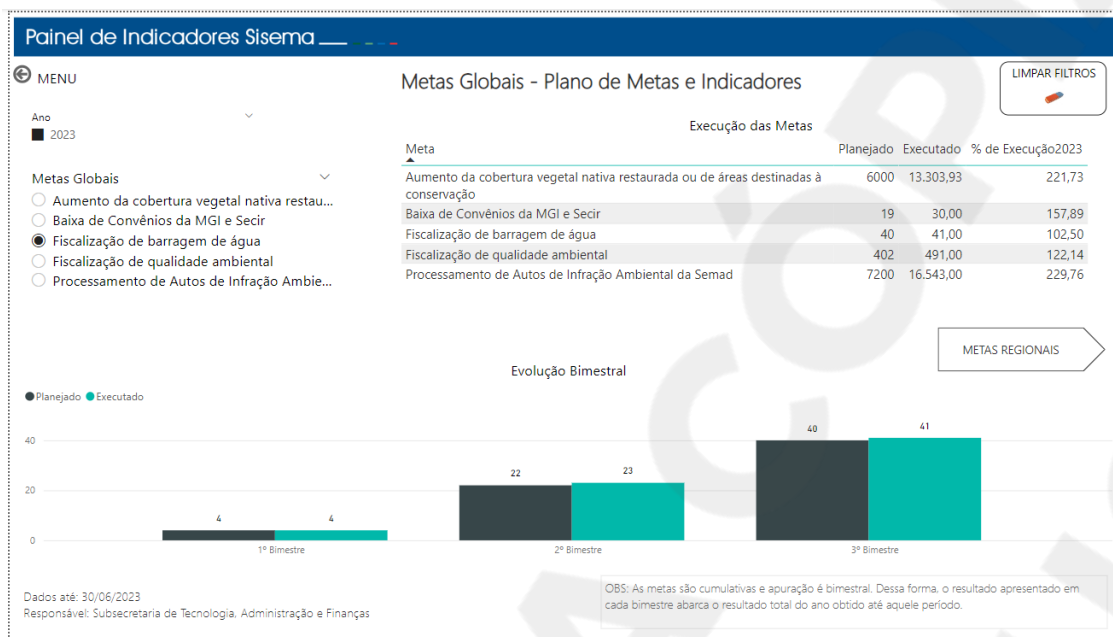 Painel de Indicadores Sisema
MENU
Metas Globais - Plano de Metas e Indicadores
LIMPAR FILTROS
Ano
2023
Metas Globais
Aumento da cobertura vegetal nativa restau...
Baixa de Convênios da MGI e Secir
Fiscalização de barragem de água
Fiscalização de qualidade ambiental
Processamento de Autos de Infração Ambie...
Execução das Metas
Meta Planejado Executado % de Execução2023
Aumento da cobertura vegetal nativa restaurada ou de áreas destinadas à 6000 13.303,93 221,73
conservação
Baixa de Convênios da MGI e Secir 19 30,00 157,89
Fiscalização de barragem de água 40 41,00 102,50
Fiscalização de qualidade ambiental 402 491,00 122,14
Processamento de Autos de Infração Ambiental da Semad 7200 16.543,00 229,76
METAS REGIONAIS
Evolução Bimestral
Planejado Executado
40
20
0
4 4
22 23
40 41
1º Bimestre 2º Bimestre 3º Bimestre
Dados até: 30/06/2023
Responsável: Subsecretaria de Tecnologia, Administração e Finanças
OBS: As metas são cumulativas e apuração é bimestral. Dessa forma, o resultado apresentado em
cada bimestre abarca o resultado total do ano obtido até aquele período.